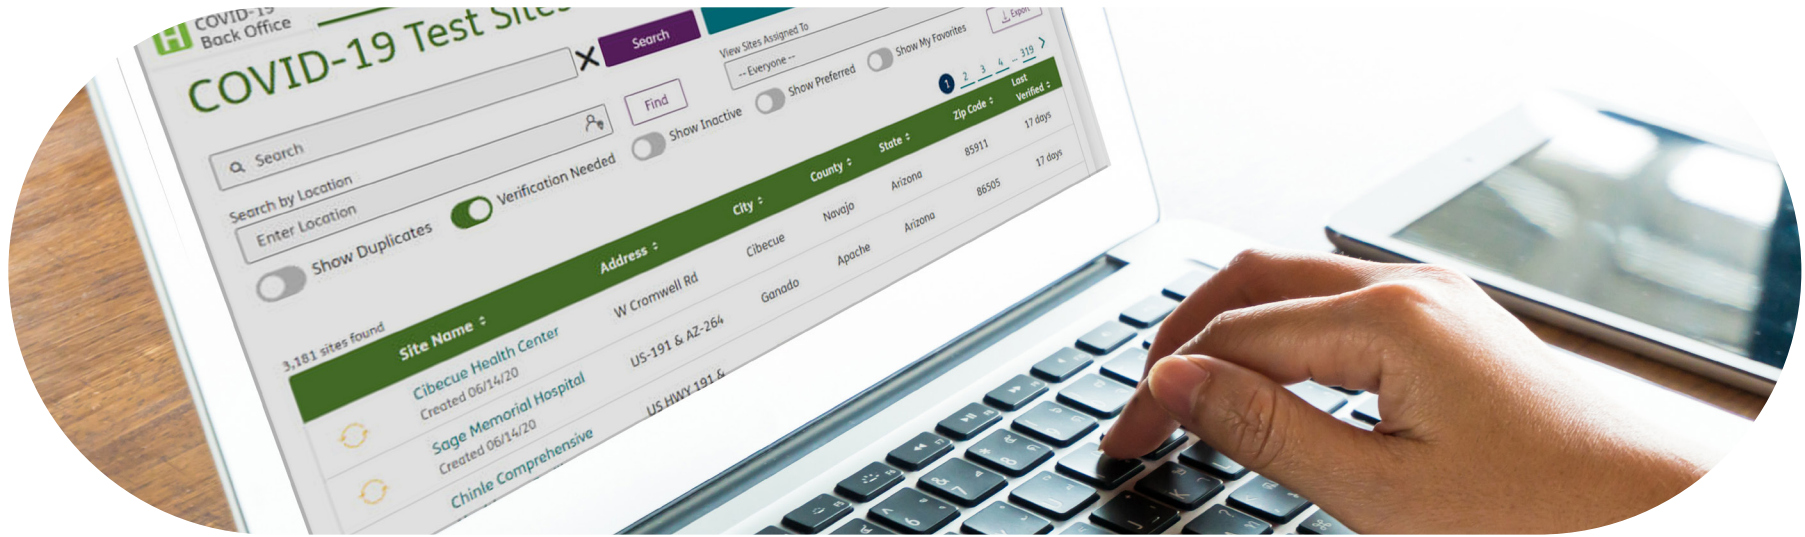 COVID-19
Back Office
COVID-19 Test Sites
Search
Search
View Sites Assigned To
-- Everyone --
Export
Search by Location
Enter Location
Find
Show Duplicates
Verification Needed
Show Inactive
Show Preferred
Show My Favorites
1 2 3 4 ... 319
3,181 sites found
Site Name Address City County State Zip Code Last Verified
Cibecue Health Center W Cromwell Rd Cibecue Navajo Arizona 85911 17 days
Created 06/14/20
Sage Memorial Hospital US-191 & AZ-264 Ganado Apache Arizona 86505 17 days
Created 06/14/20
Chinle Comprehensive US HWY 191 &